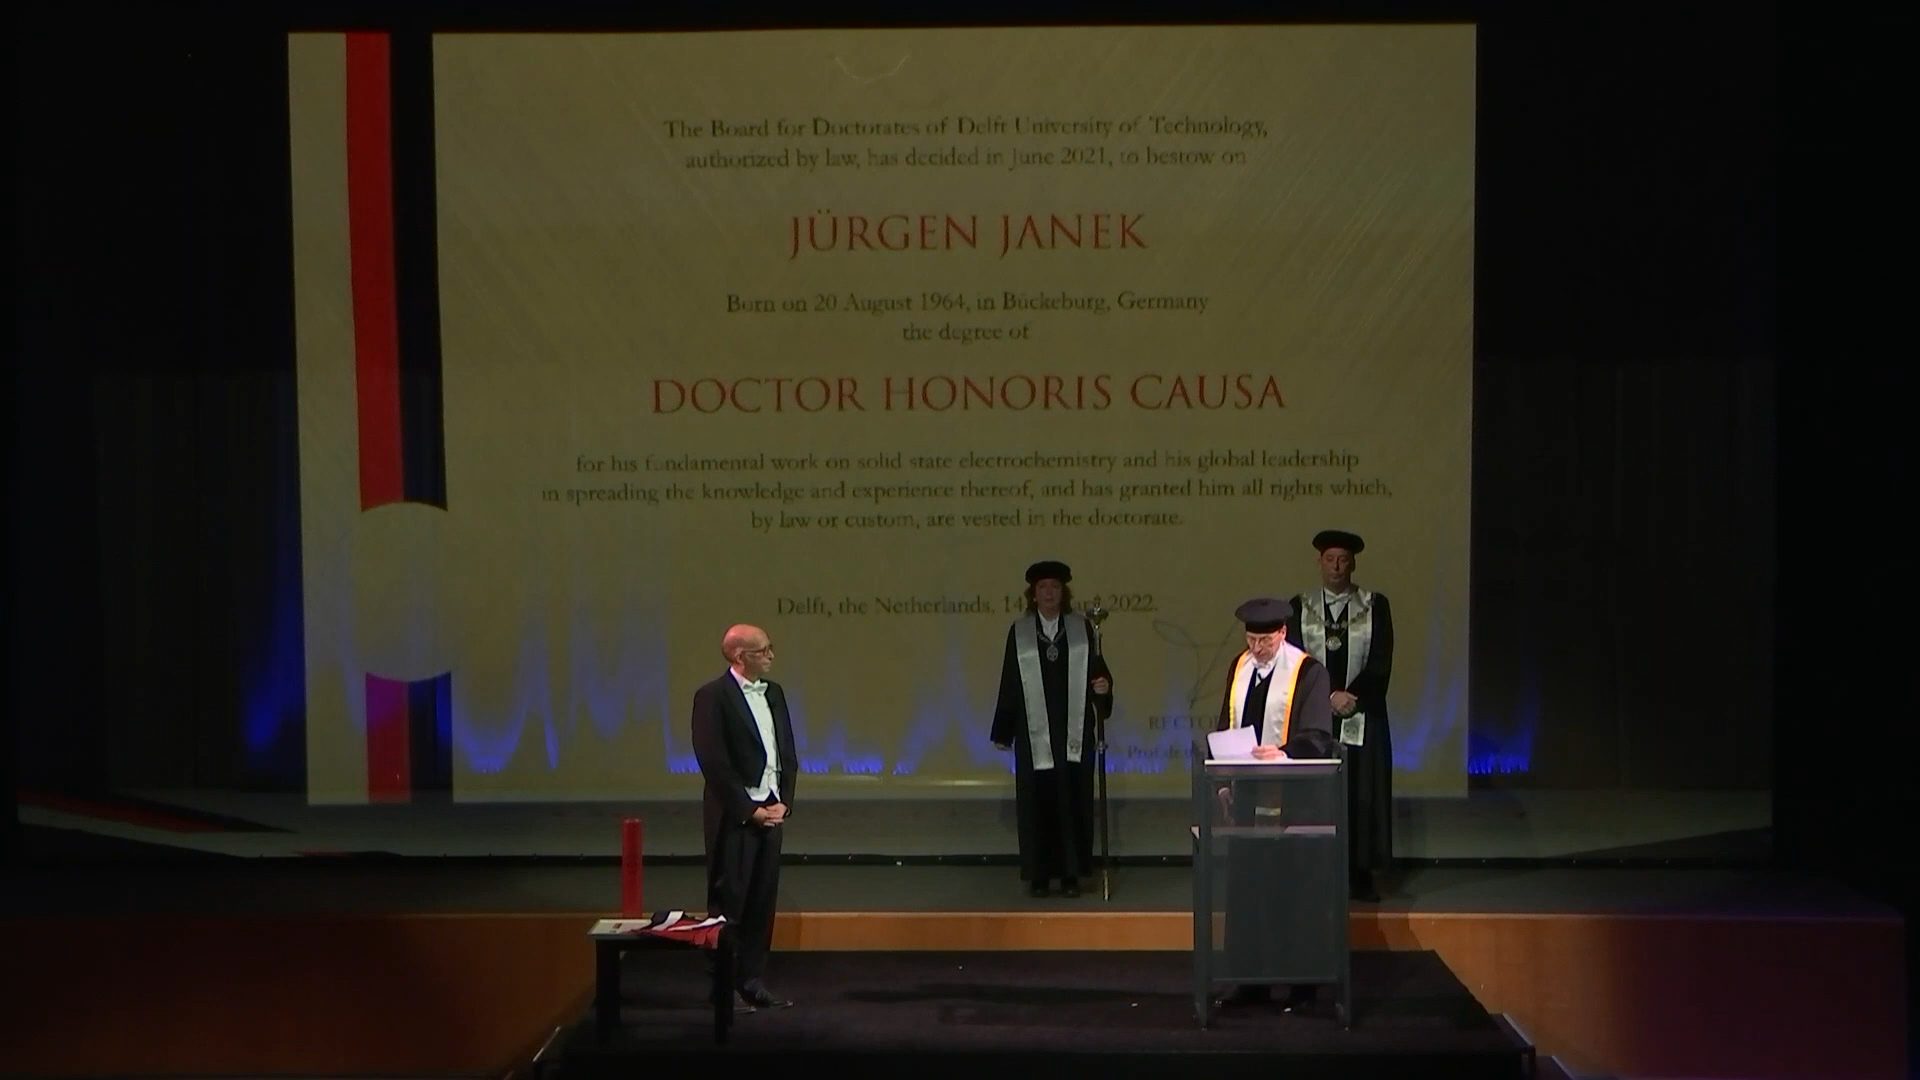 The Board for Doctorates of Delft University of Technology,
authorized by law, has decided in June 2021, to bestow on
JÜRGEN JANEK
Born on 20 August 1964, in Bückeburg, Germany
the degree of
DOCTOR HONORIS CAUSA
for his fundamental work on solid state electrochemistry and his global leadership
in spreading the knowledge and experience thereof, and has granted him all rights which,
by law or custom, are vested in the doctorate.
Delft, the Netherlands, 14 2022.